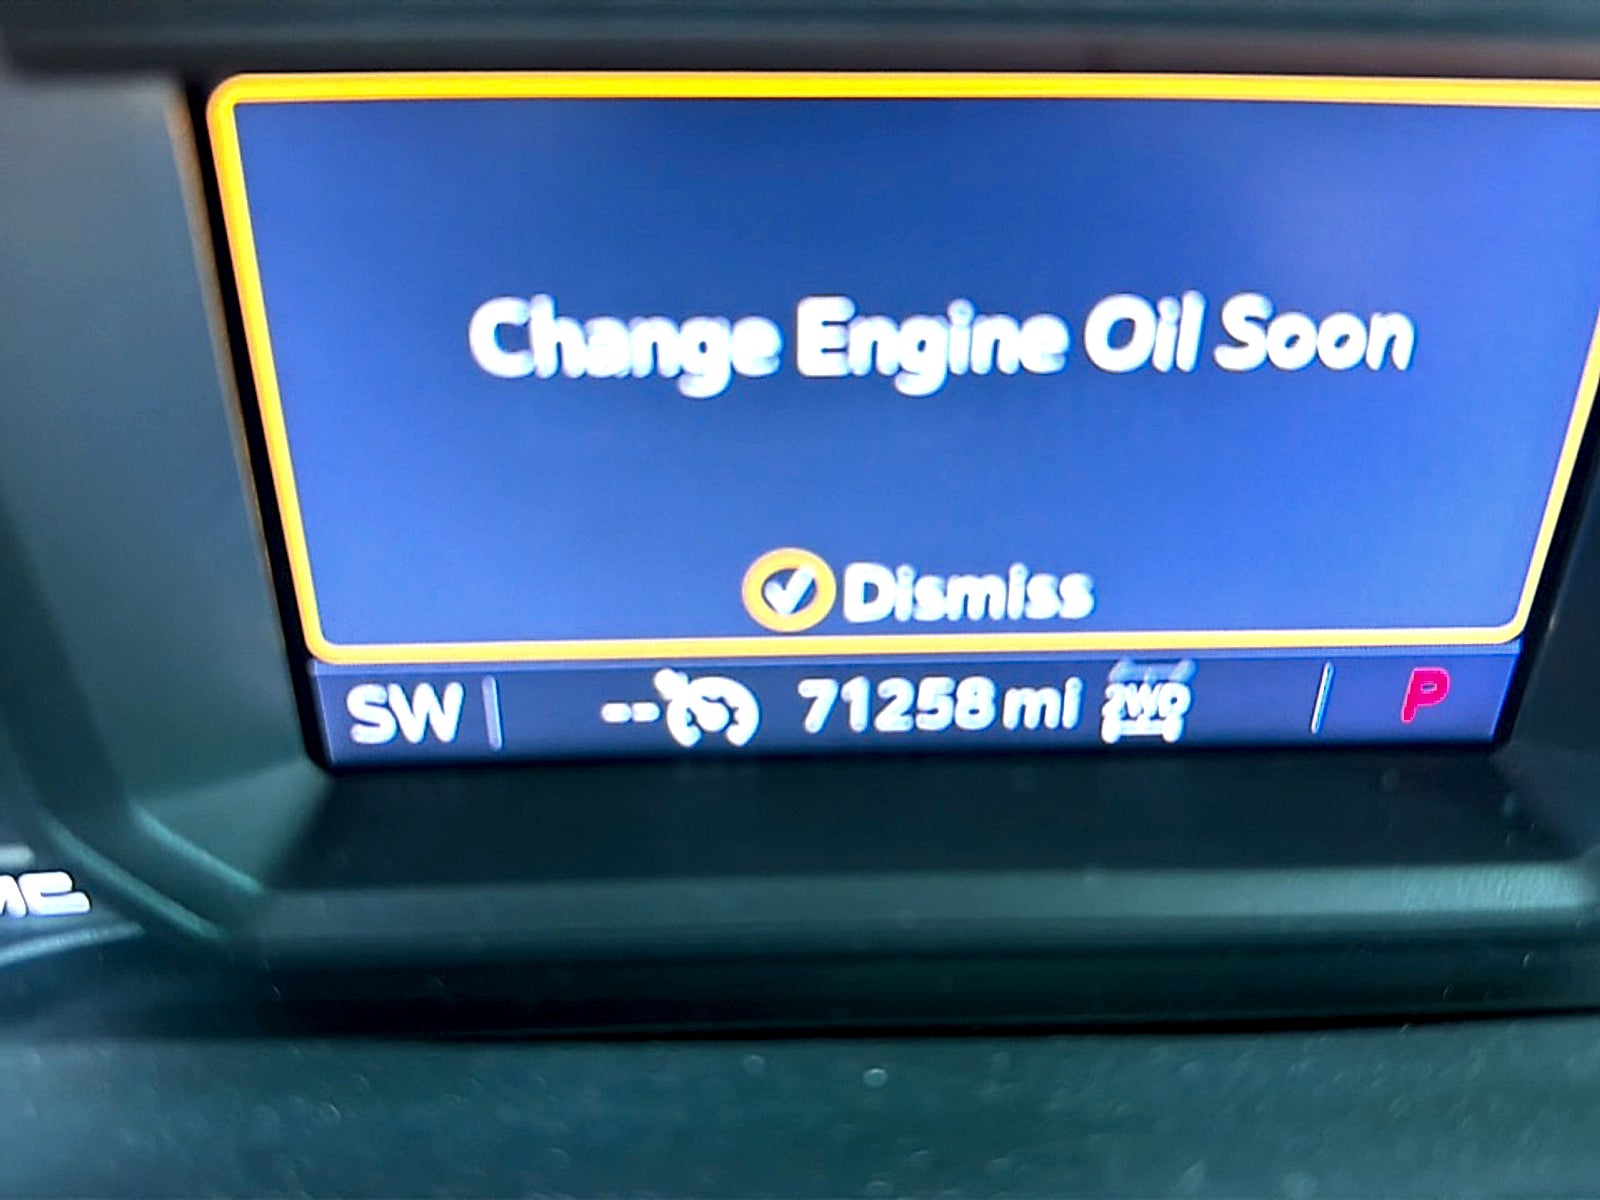 Change Engine Oil Soon
Dismiss
SW -- 71258 mi 2WD P